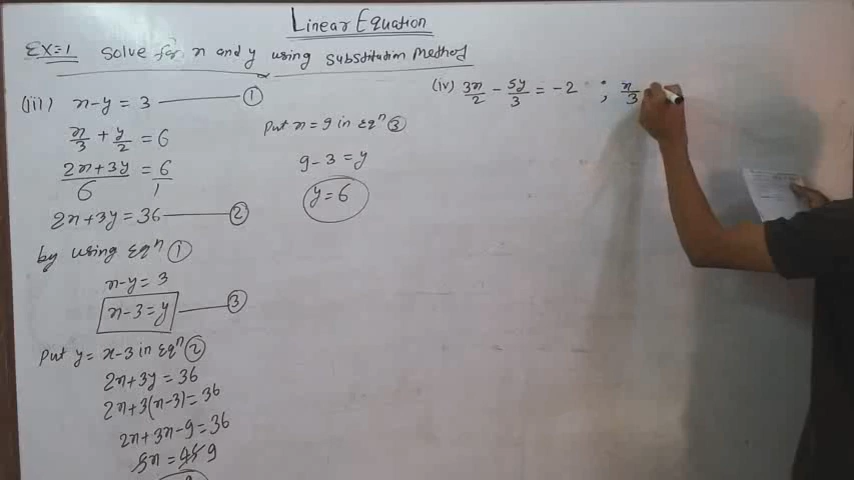 Linear Equation
EX=1 Solve for x and y using substitution Method
(iii) x-y = 3 ——— ①
x/3 + y/2 = 6
2x+3y/6 = 6/1
2x+3y = 36 ——— ②
by using Eqⁿ ①
x-y = 3
x-3 = y ——— ③
Put y = x-3 in Eqⁿ ②
2x+3y = 36
2x+3(x-3) = 36
2x+3x-9 = 36
5x = 45 9
Put x = 9 in Eqⁿ ③
9-3 = y
y = 6
(iv) 3x/2 - 5y/3 = -2 ; x/3